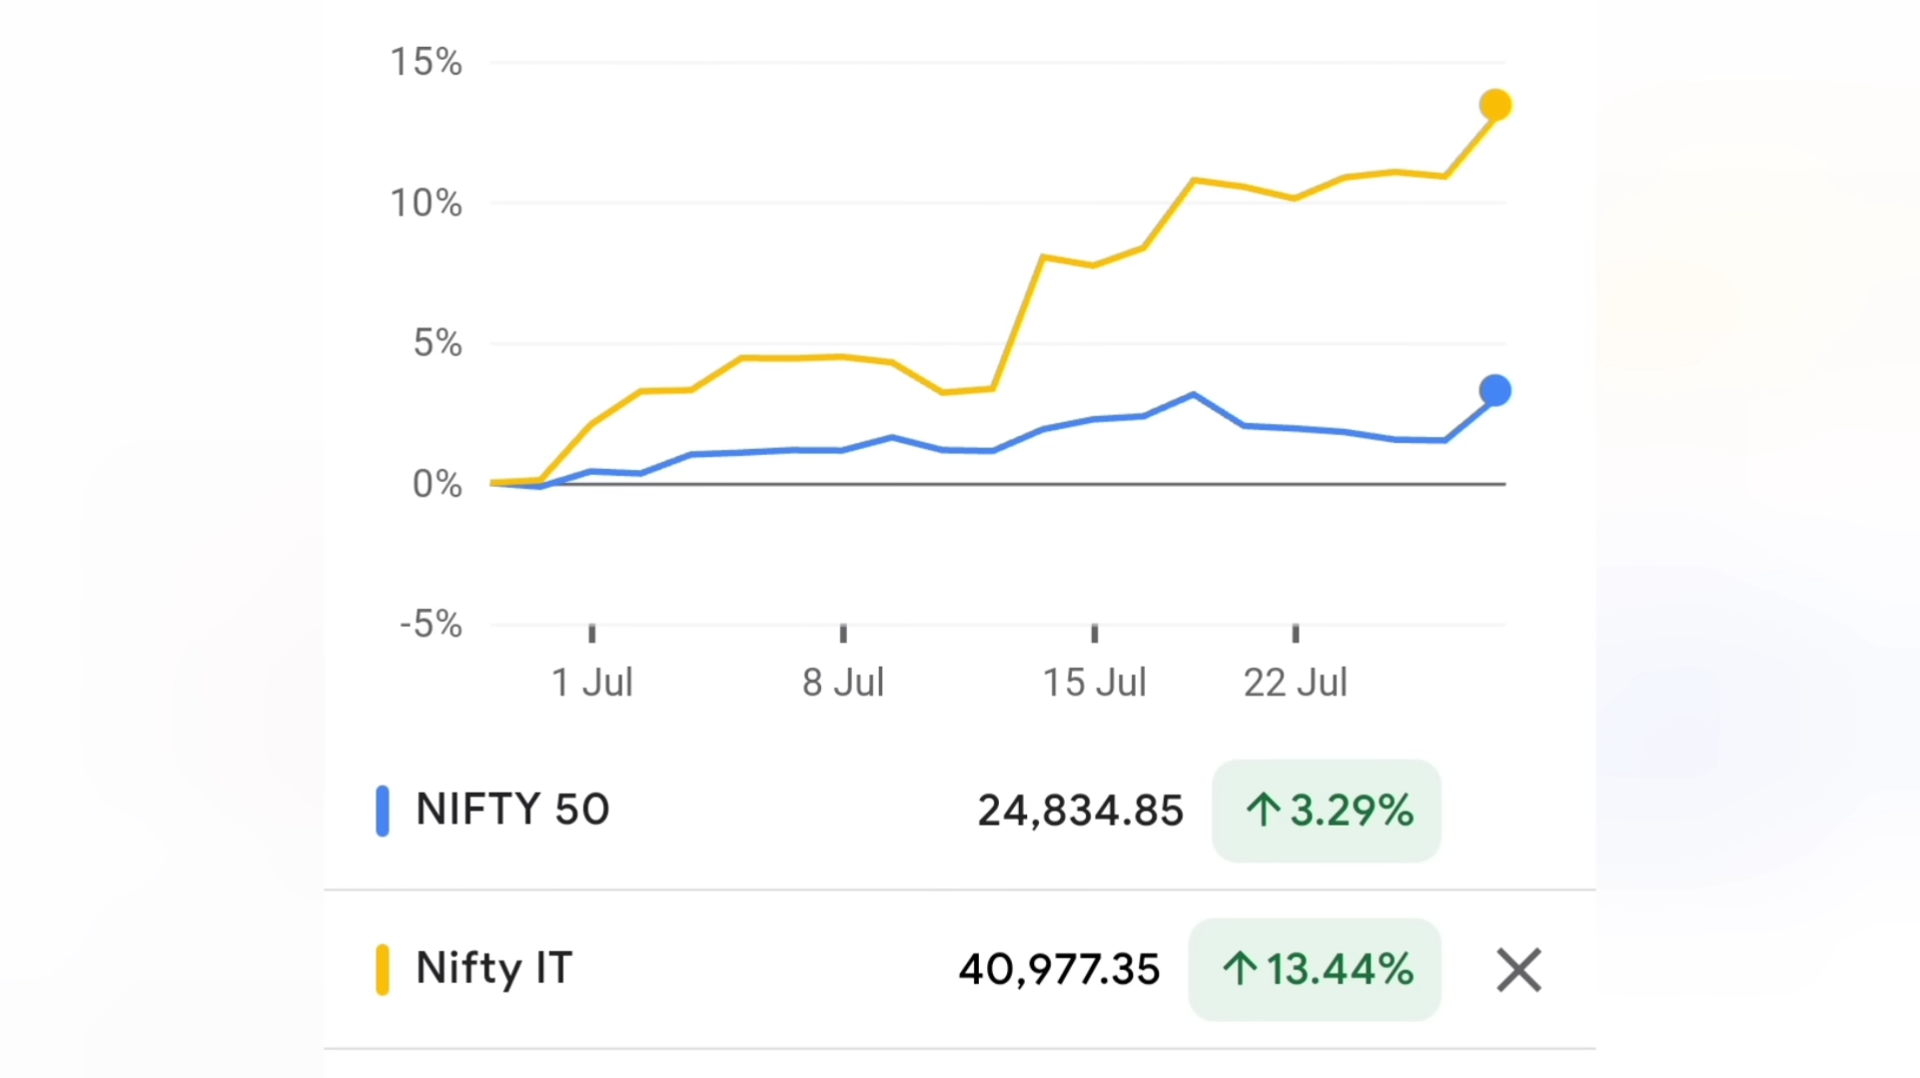 15%
10%
5%
0%
-5%
1 Jul 8 Jul 15 Jul 22 Jul
NIFTY 50 24,834.85 ↑3.29%
Nifty IT 40,977.35 ↑13.44%